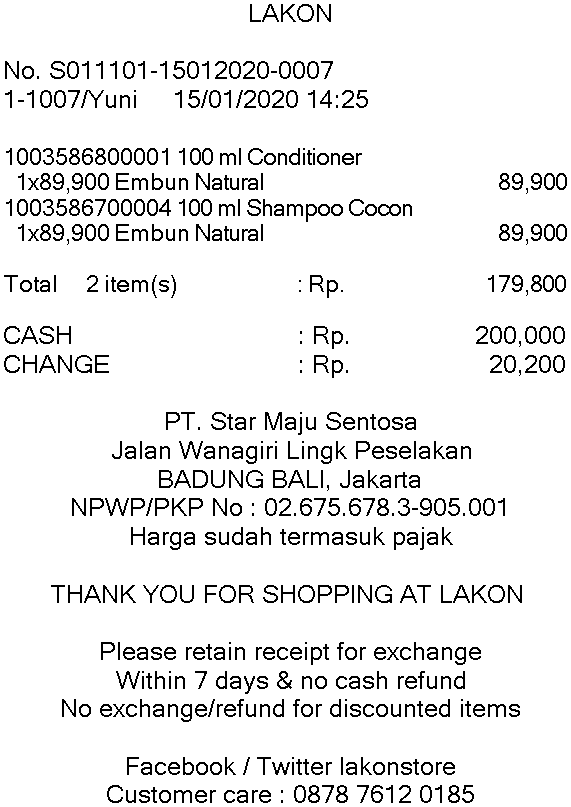 LAKON
No. S011101-15012020-0007
1-1007/Yuni 15/01/2020 14:25
1003586800001 100 ml Conditioner
1x89,900 Embun Natural 89,900
1003586700004 100 ml Shampoo Cocon
1x89,900 Embun Natural 89,900
Total 2 item(s) : Rp. 179,800
CASH : Rp. 200,000
CHANGE : Rp. 20,200
PT. Star Maju Sentosa
Jalan Wanagiri Lingk Peselakan
BADUNG BALI, Jakarta
NPWP/PKP No : 02.675.678.3-905.001
Harga sudah termasuk pajak
THANK YOU FOR SHOPPING AT LAKON
Please retain receipt for exchange
Within 7 days & no cash refund
No exchange/refund for discounted items
Facebook / Twitter lakonstore
Customer care : 0878 7612 0185